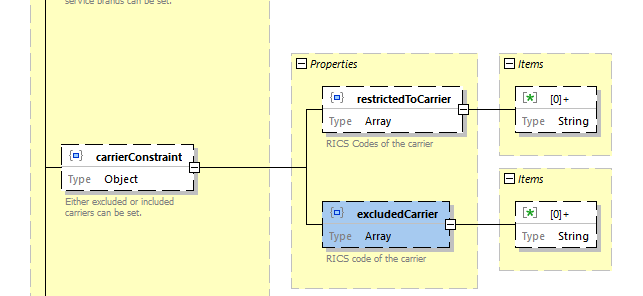 service brands can be set.
Properties
Items
restrictedToCarrier
[0]+
Type Array
Type String
RICS Codes of the carrier
carrierConstraint
Type Object
Either excluded or included
carriers can be set.
Items
excludedCarrier
[0]+
Type Array
Type String
RICS code of the carrier